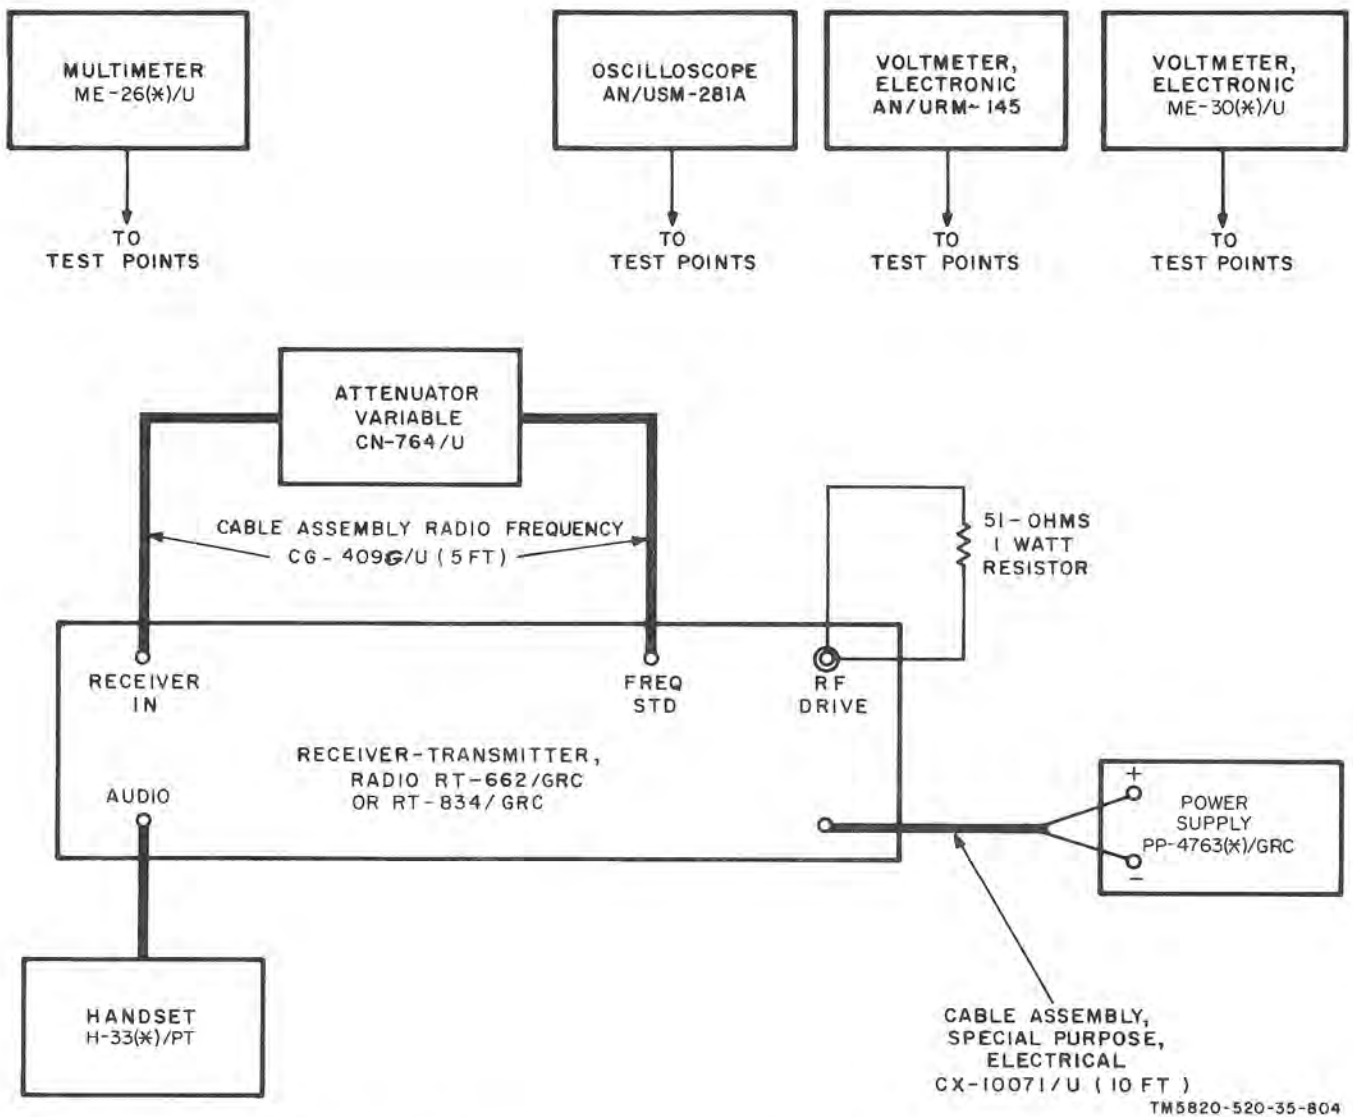 MULTIMETER
ME-26(*)/U
OSCILLOSCOPE
AN/USM-281A
VOLTMETER,
ELECTRONIC
AN/URM-145
VOLTMETER,
ELECTRONIC
ME-30(*)/U
TO
TEST POINTS
TO
TEST POINTS
TO
TEST POINTS
TO
TEST POINTS
ATTENUATOR
VARIABLE
CN-764/U
CABLE ASSEMBLY RADIO FREQUENCY
CG-409G/U (5 FT)
51-OHMS
1 WATT
RESISTOR
RECEIVER
IN
FREQ
STD
RF
DRIVE
RECEIVER-TRANSMITTER,
RADIO RT-662/GRC
OR RT-834/GRC
AUDIO
+
POWER
SUPPLY
PP-4763(*)/GRC
-
HANDSET
H-33(*)/PT
CABLE ASSEMBLY,
SPECIAL PURPOSE,
ELECTRICAL
CX-10071/U (10 FT)
TM5820-520-35-804